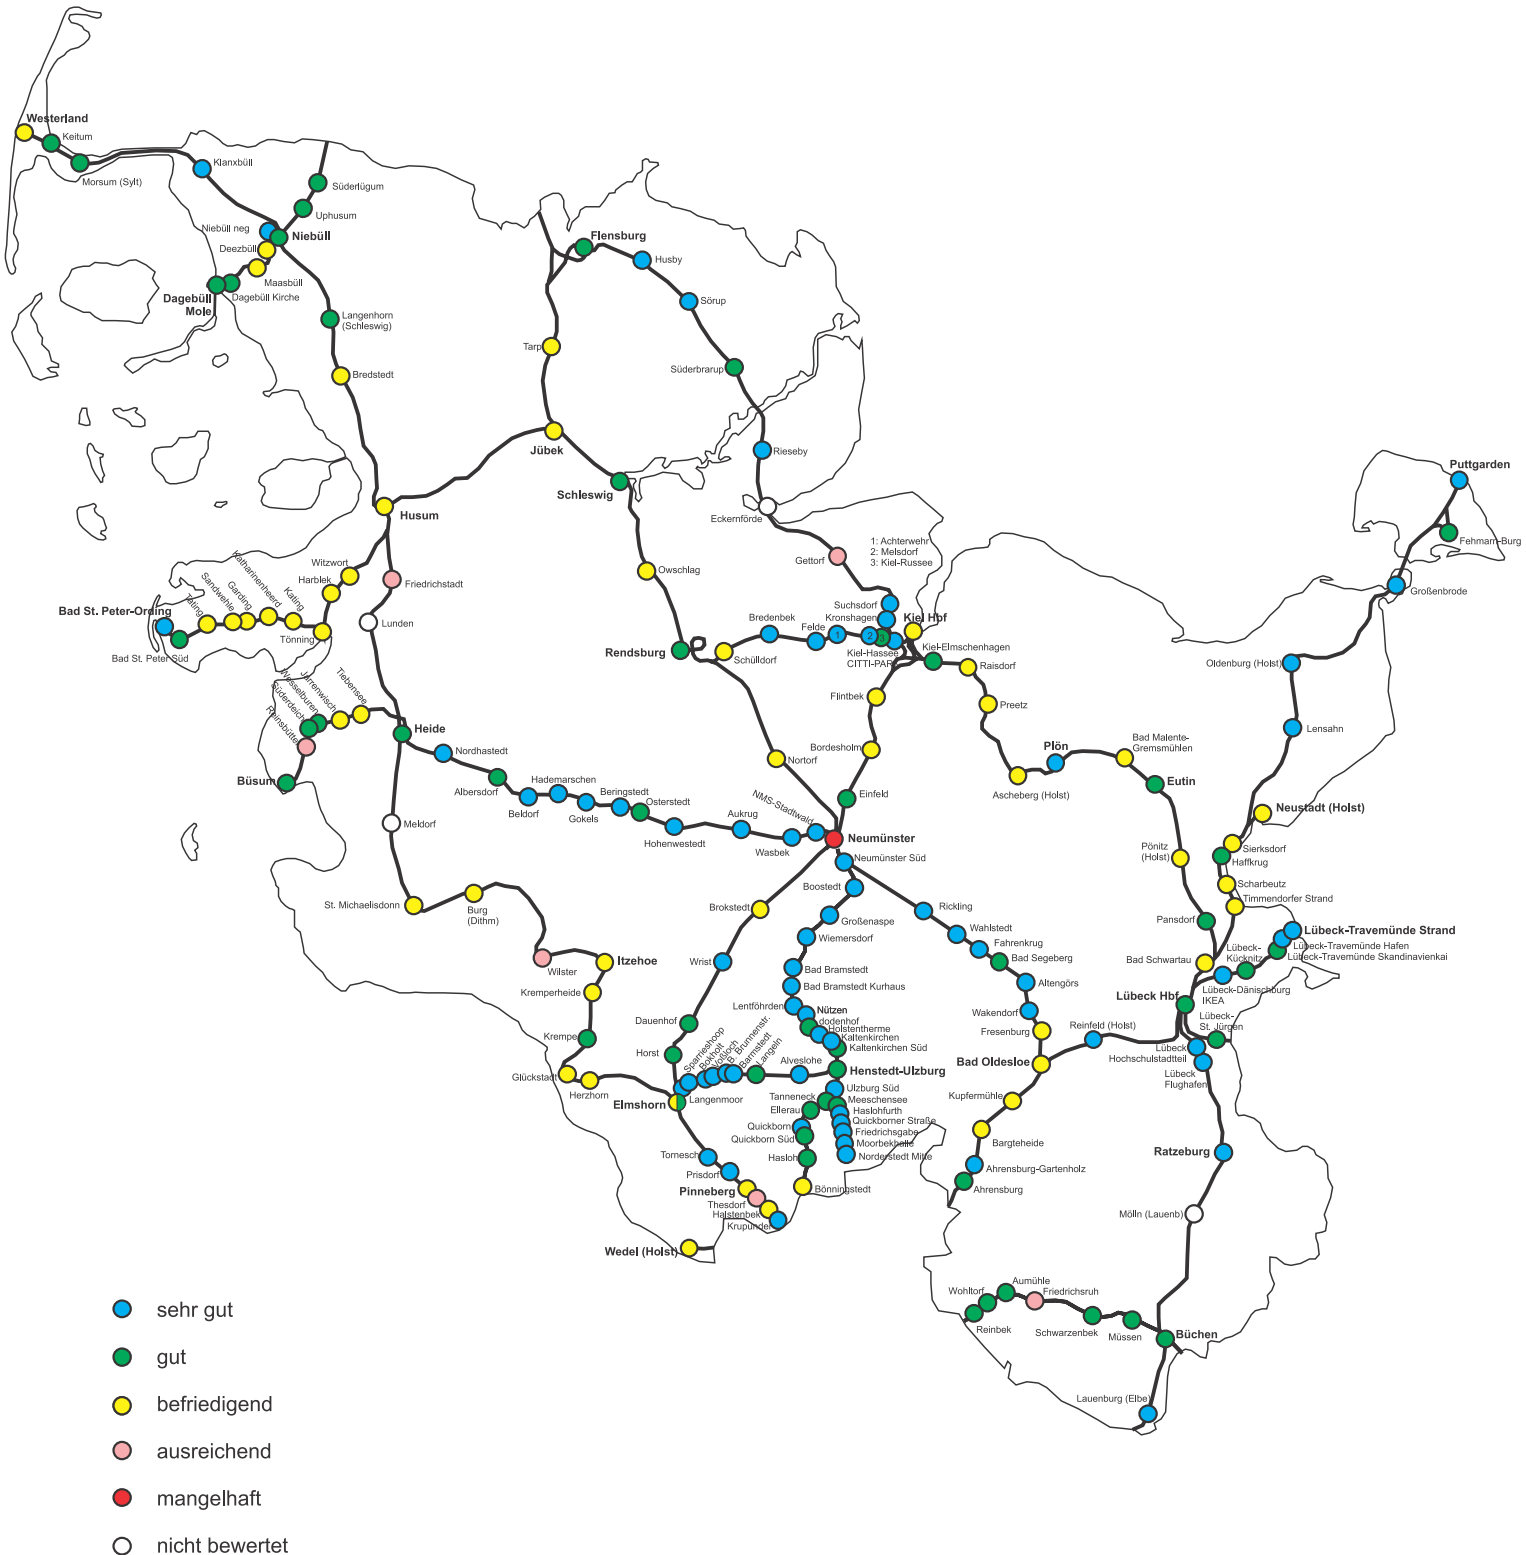 Westerland
Keitum
Morsum (Sylt)
Klanxbüll
Süderlügum
Uphusum
Niebüll neg
Niebüll
Deezbüll
Maasbüll
Dagebüll Kirche
Dagebüll
Mole
Langenhorn
(Schleswig)
Bredstedt
Flensburg
Husby
Sörup
Süderbrarup
Tarp
Jübek
Schleswig
Rieseby
Eckernförde
Gettorf
1: Achterwehr
2: Melsdorf
3: Kiel-Russee
Husum
Owschlag
Witzwort
Harblek
Friedrichstadt
Lunden
Katharinenheerd
Sandwehle
Garding
Kating
Tating
Bad St. Peter-Ording
Bad St. Peter Süd
Tönning
Suchsdorf
Kronshagen
Kiel Hbf
Bredenbek
Felde
1
2
3
Kiel-Hassee
CITTI-PARK
Kiel-Elmschenhagen
Raisdorf
Preetz
Rendsburg
Schülldorf
Flintbek
Bordesholm
Nortorf
Einfeld
Puttgarden
Fehmarn-Burg
Großenbrode
Oldenburg (Holst)
Lensahn
Tiebensee
Jarrenwisch
Wesselburen
Süderdeich
Reinsbüttel
Büsum
Heide
Nordhastedt
Albersdorf
Beldorf
Hademarschen
Gokels
Beringstedt
Osterstedt
Hohenwestedt
Aukrug
Wasbek
NMS-Stadtwald
Neumünster
Neumünster Süd
Plön
Ascheberg (Holst)
Bad Malente-
Gremsmühlen
Eutin
Neustadt (Holst)
Sierksdorf
Haffkrug
Scharbeutz
Timmendorfer Strand
Pönitz
(Holst)
Pansdorf
Bad Schwartau
Lübeck-
Kücknitz
Lübeck-Travemünde Strand
Lübeck-Travemünde Hafen
Lübeck-Travemünde Skandinavienkai
Lübeck-Dänischburg
IKEA
Lübeck Hbf
Lübeck-
St. Jürgen
Lübeck
Hochschulstadtteil
Lübeck
Flughafen
Meldorf
St. Michaelisdonn
Burg
(Dithm)
Wilster
Itzehoe
Kremperheide
Krempe
Glückstadt
Herzhorn
Elmshorn
Brokstedt
Wrist
Dauenhof
Horst
Boostedt
Großenaspe
Wiemersdorf
Bad Bramstedt
Bad Bramstedt Kurhaus
Lentföhrden
Nützen
dodenhof
Holstentherme
Kaltenkirchen
Kaltenkirchen Süd
Henstedt-Ulzburg
Rickling
Wahlstedt
Fahrenkrug
Bad Segeberg
Altengörs
Wakendorf
Fresenburg
Bad Oldesloe
Reinfeld (Holst)
Kupfermühle
Bargteheide
Ahrensburg-Gartenholz
Ahrensburg
Sparrieshoop
Bokholt
Voßloch
B. Brunnenstr.
Barmstedt
Langeln
Langenmoor
Alveslohe
Ulzburg Süd
Meeschensee
Haslohfurth
Quickborner Straße
Friedrichsgabe
Moorbekhalle
Norderstedt Mitte
Tanneneck
Ellerau
Quickborn
Quickborn Süd
Hasloh
Bönningstedt
Tornesch
Prisdorf
Pinneberg
Thesdorf
Halstenbek
Krupunder
Wedel (Holst)
Ratzeburg
Mölln (Lauenb)
Aumühle
Wohltorf
Friedrichsruh
Reinbek
Schwarzenbek
Müssen
Büchen
Lauenburg (Elbe)
sehr gut
gut
befriedigend
ausreichend
mangelhaft
nicht bewertet